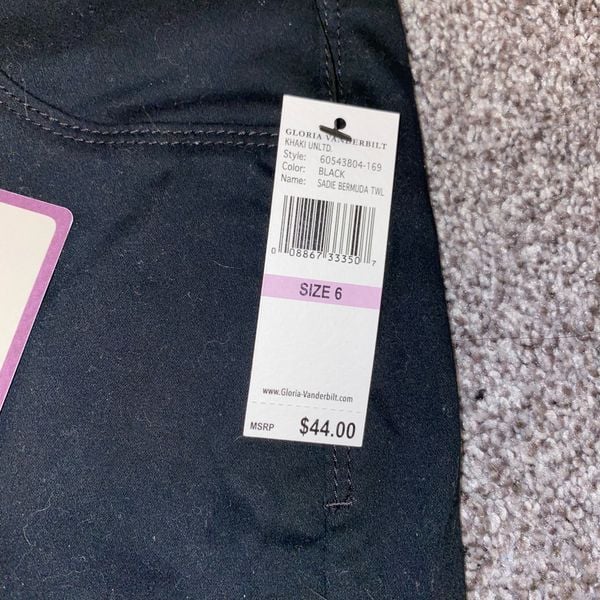 GLORIA VANDERBILT
KHAKI UNLTD.
Style: 60543804-169
Color: BLACK
Name: SADIE BERMUDA TWL
0 08867 33350 7
SIZE 6
www.Gloria-Vanderbilt.com
MSRP $44.00